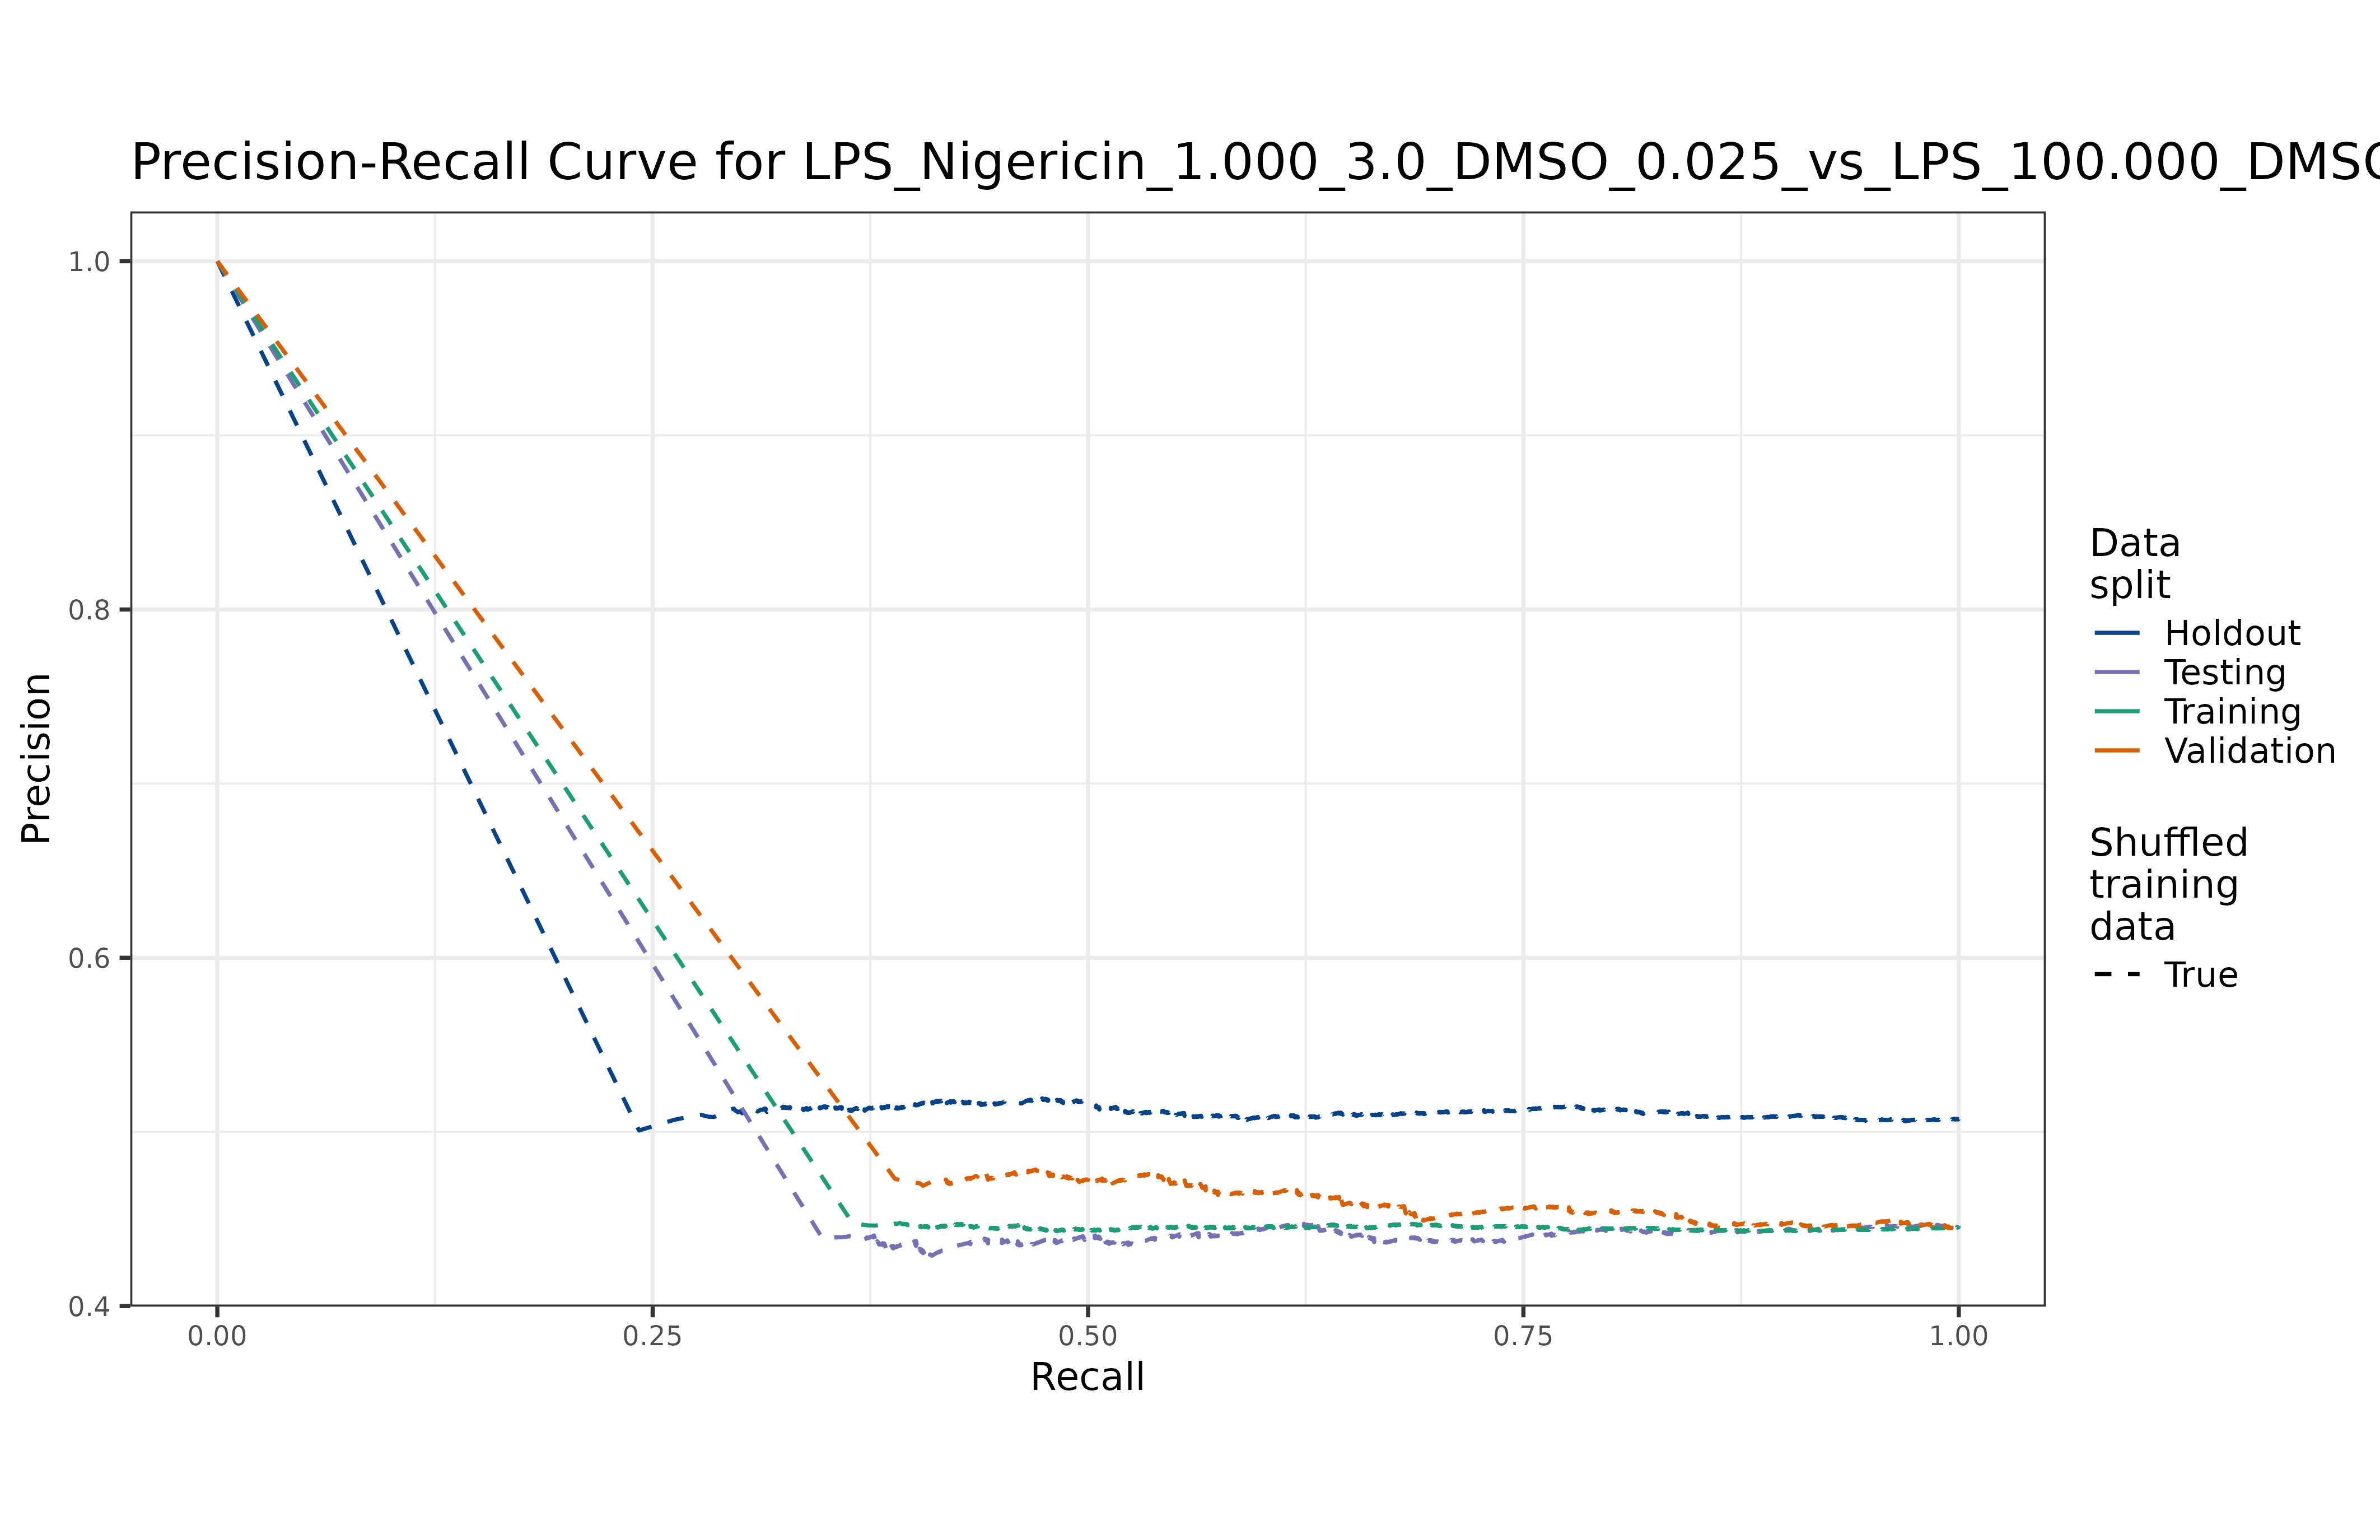 Precision-Recall Curve for LPS_Nigericin_1.000_3.0_DMSO_0.025_vs_LPS_100.000_DMSO
1.0
0.8
0.6
0.4
Precision
0.00 0.25 0.50 0.75 1.00
Recall
Data
split
Holdout
Testing
Training
Validation
Shuffled
training
data
True